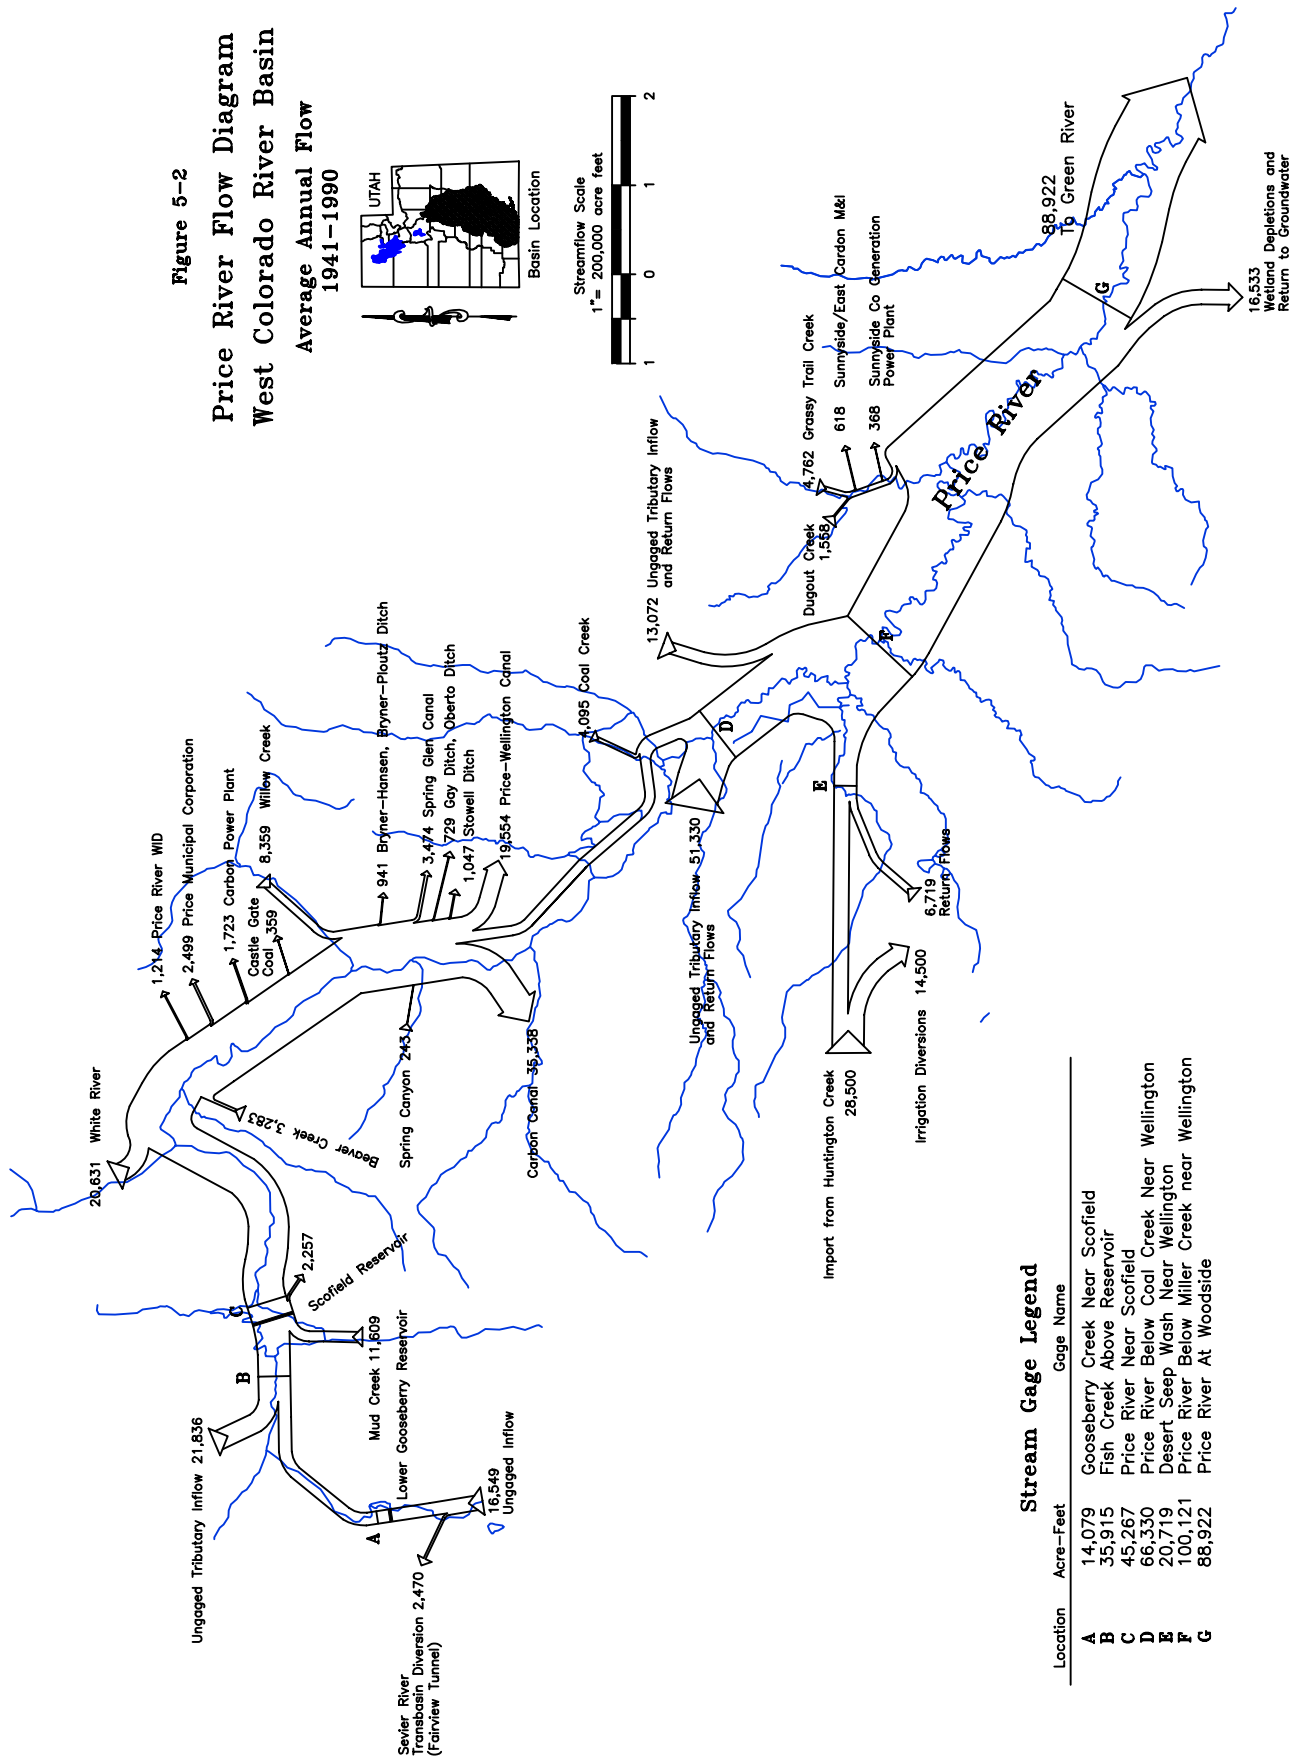 Figure 5-2
Price River Flow Diagram
West Colorado River Basin
Average Annual Flow
1941-1990
UTAH
Basin Location
Streamflow Scale
1"= 200,000 acre feet
1
0
1
2
Sevier River
Transbasin Diversion 2,470
(Fairview Tunnel)
16,549
Ungaged Inflow
A
Lower Gooseberry Reservoir
Ungaged Tributary Inflow 21,836
B
Mud Creek 11,609
C
Scofield Reservoir
2,257
20,631 White River
Beaver Creek 3,283
1,214 Price River WID
2,499 Price Municipal Corporation
1,723 Carbon Power Plant
Castle Gate
Coal 359
8,359 Willow Creek
Spring Canyon 243
941 Bryner-Hansen, Bryner-Ploutz Ditch
3,474 Spring Glen Canal
729 Gay Ditch, Oberto Ditch
1,047 Stowell Ditch
19,554 Price-Wellington Canal
Carbon Canal 35,338
4,095 Coal Creek
Ungaged Tributary Inflow 51,330
and Return Flows
D
13,072 Ungaged Tributary Inflow
and Return Flows
E
6,719
Return Flows
Import from Huntington Creek
28,500
Irrigation Diversions 14,500
F
Dugout Creek
1,558
4,762 Grassy Trail Creek
618 Sunnyside/East Cardon M&I
368 Sunnyside Co Generation
Power Plant
Price River
G
88,922
To Green River
16,533
Wetland Depletions and
Return to Groundwater
Stream Gage Legend
Location Acre-Feet Gage Name
A 14,079 Gooseberry Creek Near Scofield
B 35,915 Fish Creek Above Reservoir
C 45,267 Price River Near Scofield
D 66,330 Price River Below Coal Creek Near Wellington
E 20,719 Desert Seep Wash Near Wellington
F 100,121 Price River Below Miller Creek near Wellington
G 88,922 Price River At Woodside